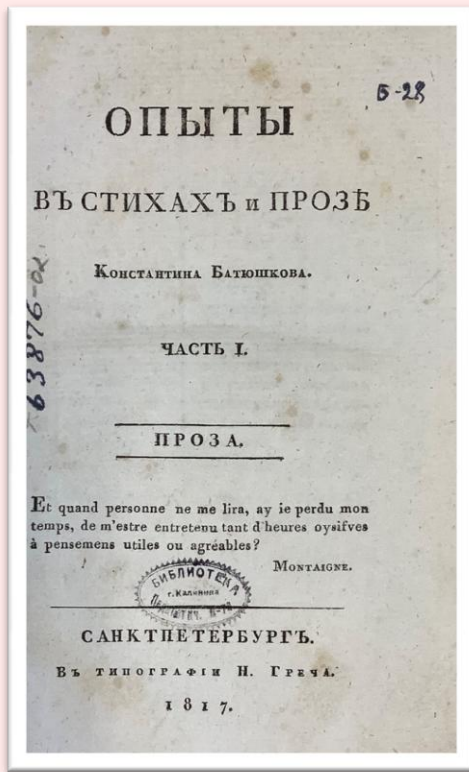 Б-28
ОПЫТЫ
ВЪ СТИХАХЪ и ПРОЗѢ
Константина Батюшкова.
ЧАСТЬ I.
ПРОЗА.
Et quand personne ne me lira, ay ie perdu mon
temps, de m'estre entretenu tant d'heures oysifves
à pensemens utiles ou agréables?
Montaigne.
БИБЛИОТЕКА
г. Калинина
САНКТПЕТЕРБУРГЪ.
Въ типографіи Н. Греча.
1817.
63876-02